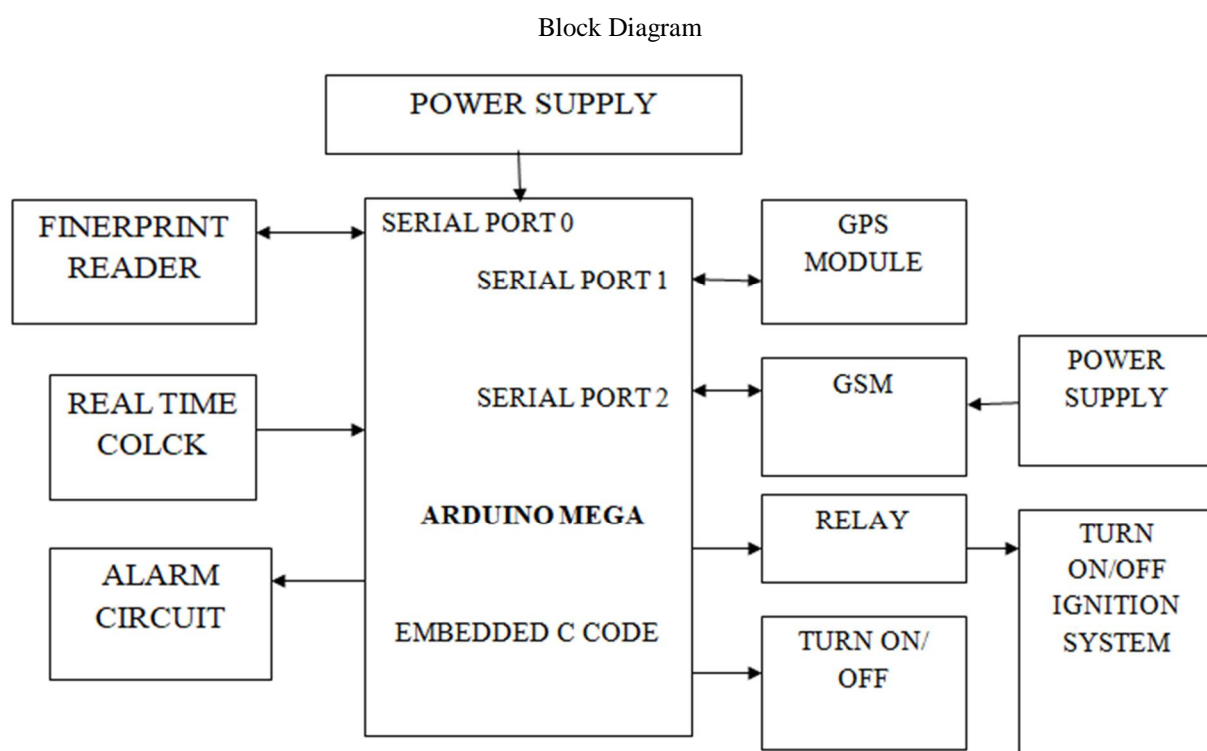 Block Diagram
POWER SUPPLY
FINERPRINT
READER
SERIAL PORT 0
SERIAL PORT 1
GPS
MODULE
REAL TIME
COLCK
SERIAL PORT 2
GSM
POWER
SUPPLY
ARDUINO MEGA
RELAY
TURN
ON/OFF
IGNITION
SYSTEM
ALARM
CIRCUIT
EMBEDDED C CODE
TURN ON/
OFF